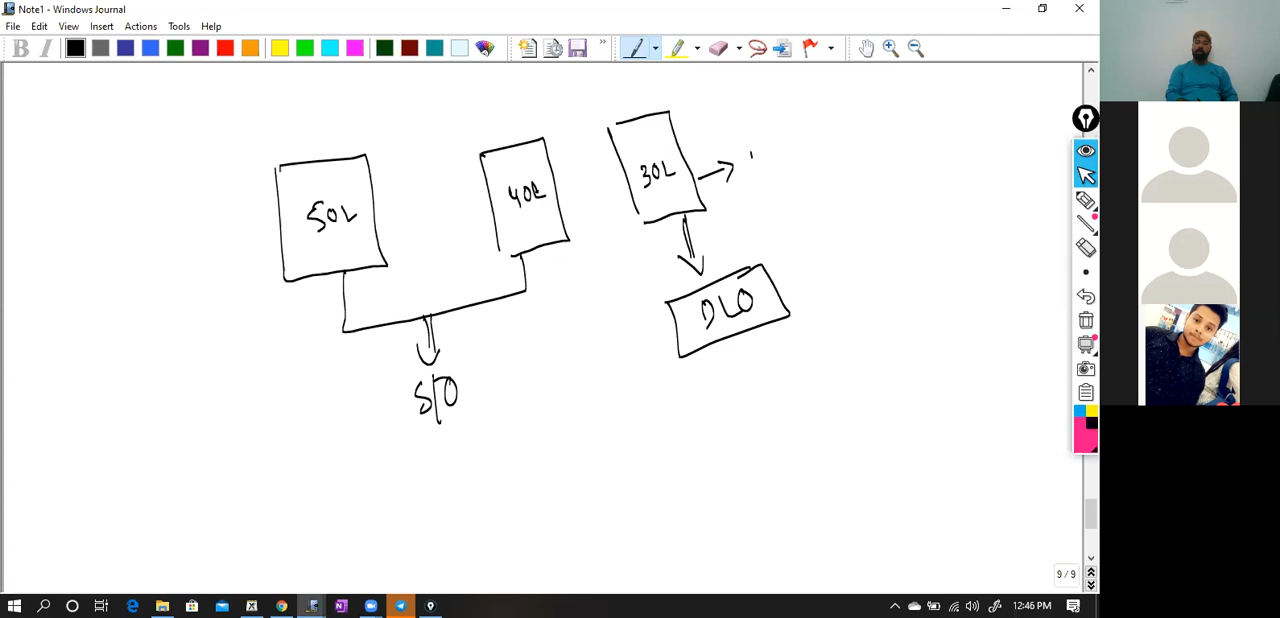 Note1 - Windows Journal
File Edit View Insert Actions Tools Help
B I
50L
40L
30L
DLO
S/O
9 / 9
12:46 PM